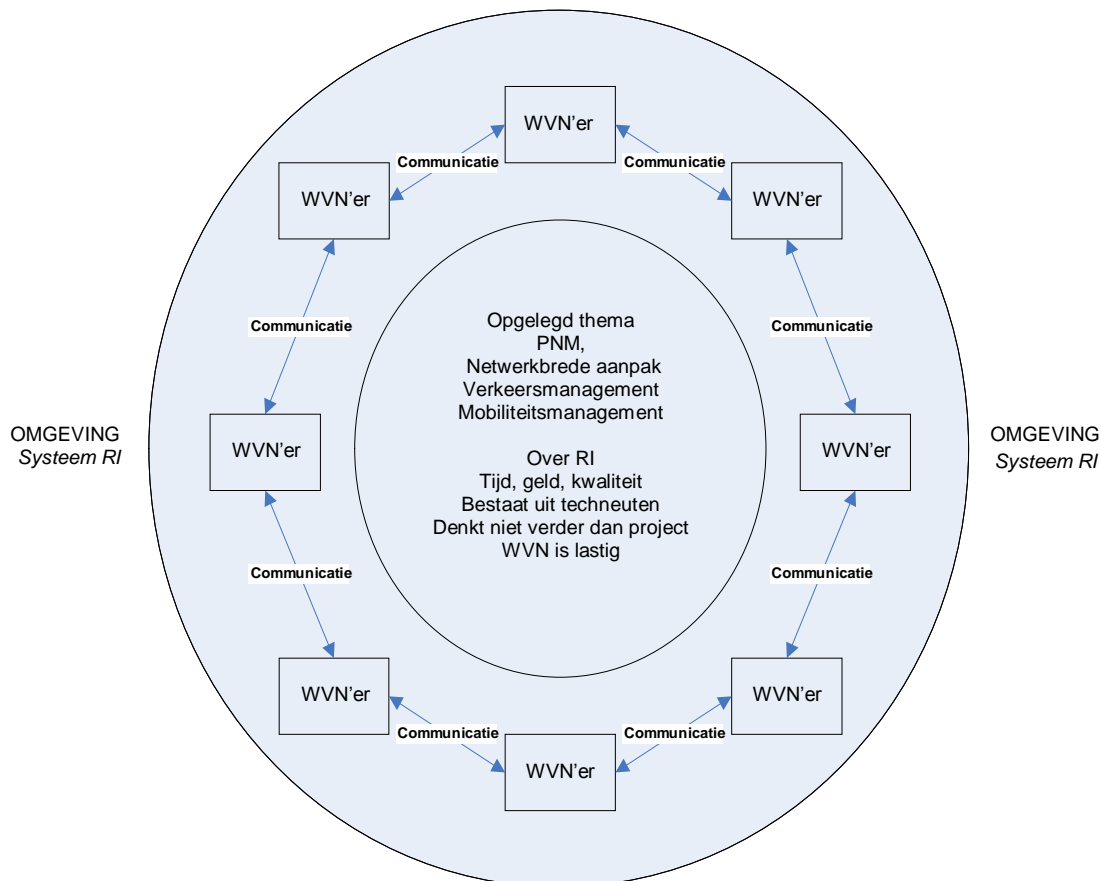 WVN'er
Communicatie
Communicatie
WVN'er
WVN'er
Communicatie
Communicatie
Opgelegd thema
PNM,
Netwerkbrede aanpak
Verkeersmanagement
Mobiliteitsmanagement
OMGEVING
Systeem RI
WVN'er
WVN'er
OMGEVING
Systeem RI
Over RI
Tijd, geld, kwaliteit
Bestaat uit techneuten
Denkt niet verder dan project
WVN is lastig
Communicatie
Communicatie
WVN'er
WVN'er
Communicatie
Communicatie
WVN'er